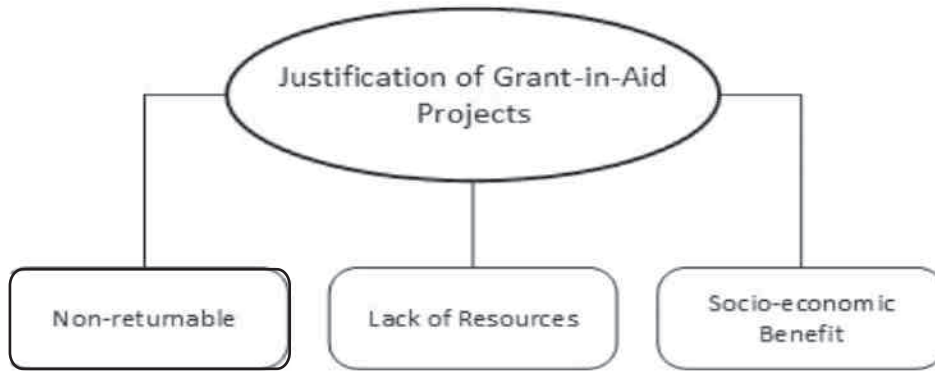 Justification of Grant-in-Aid
Projects
Non-returnable
Lack of Resources
Socio-economic
Benefit